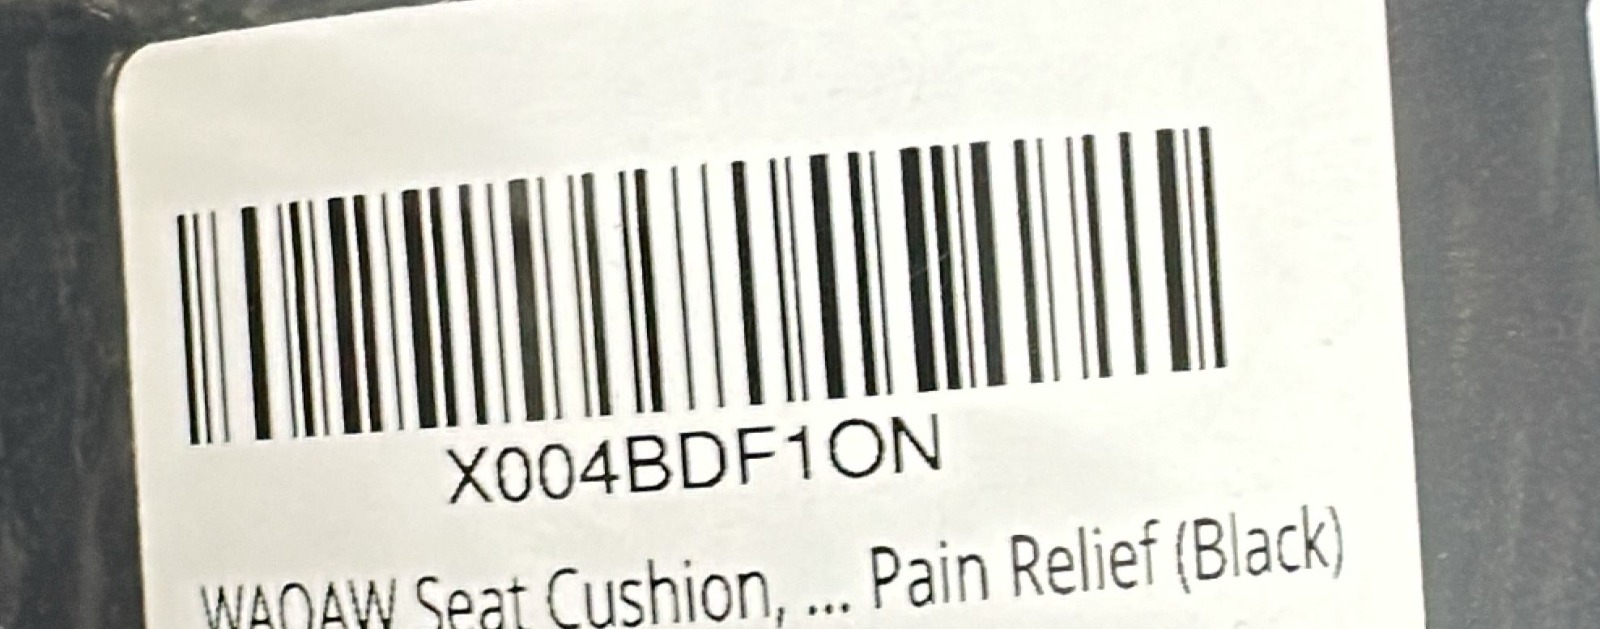 X004BDF1ON
WAOAW Seat Cushion, ... Pain Relief (Black)